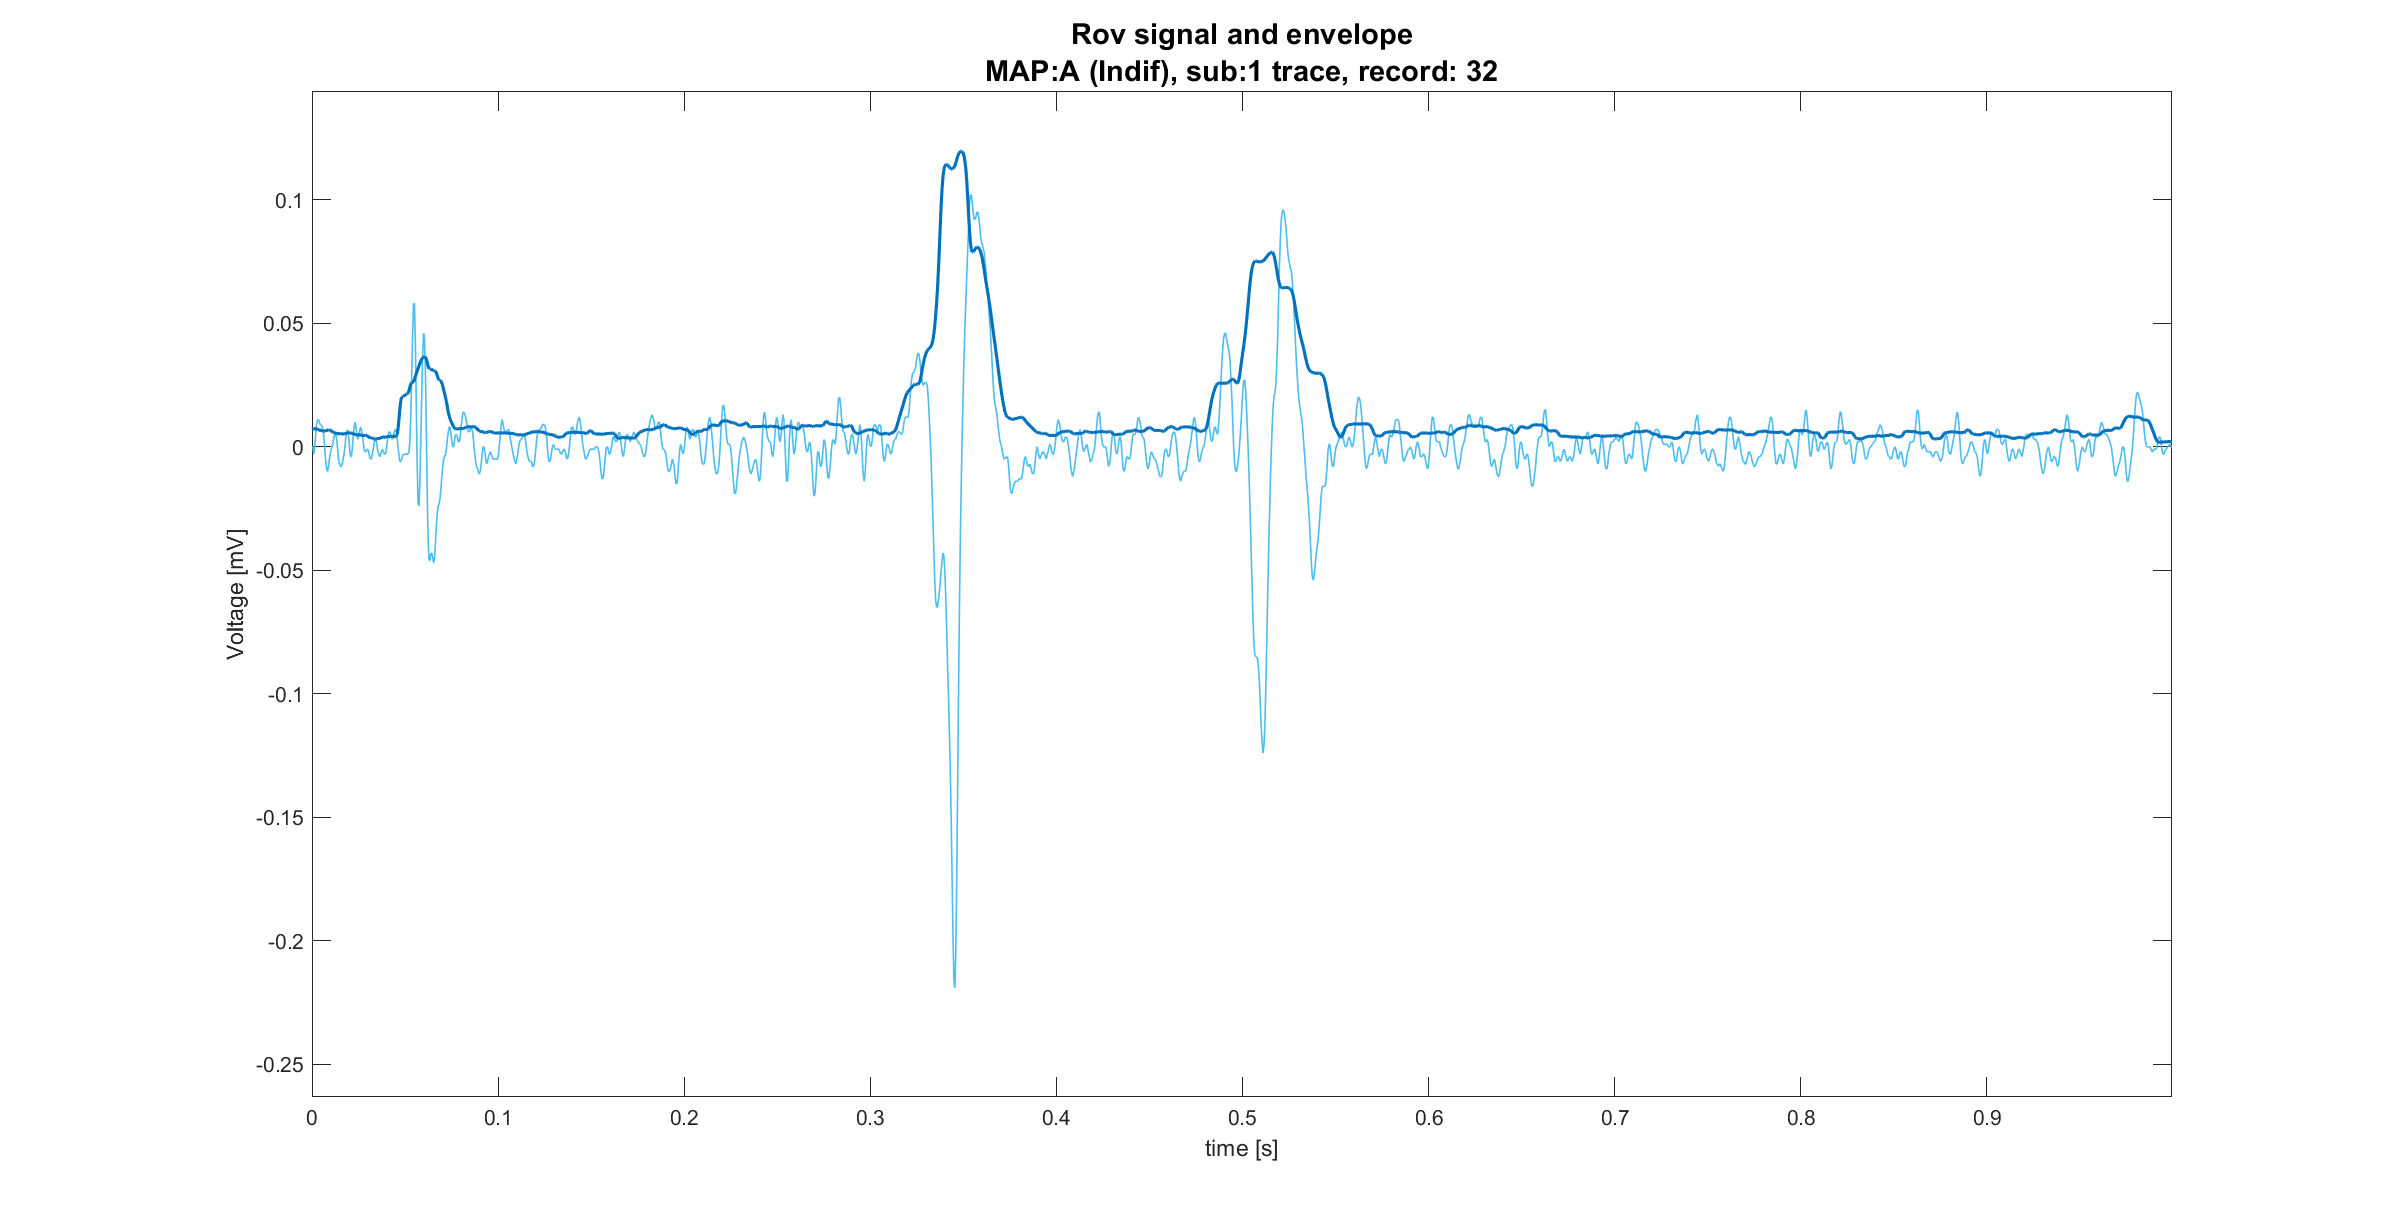 Rov signal and envelope
MAP:A (Indif), sub:1 trace, record: 32
0.1
0.05
0
-0.05
-0.1
-0.15
-0.2
-0.25
Voltage [mV]
0 0.1 0.2 0.3 0.4 0.5 0.6 0.7 0.8 0.9
time [s]